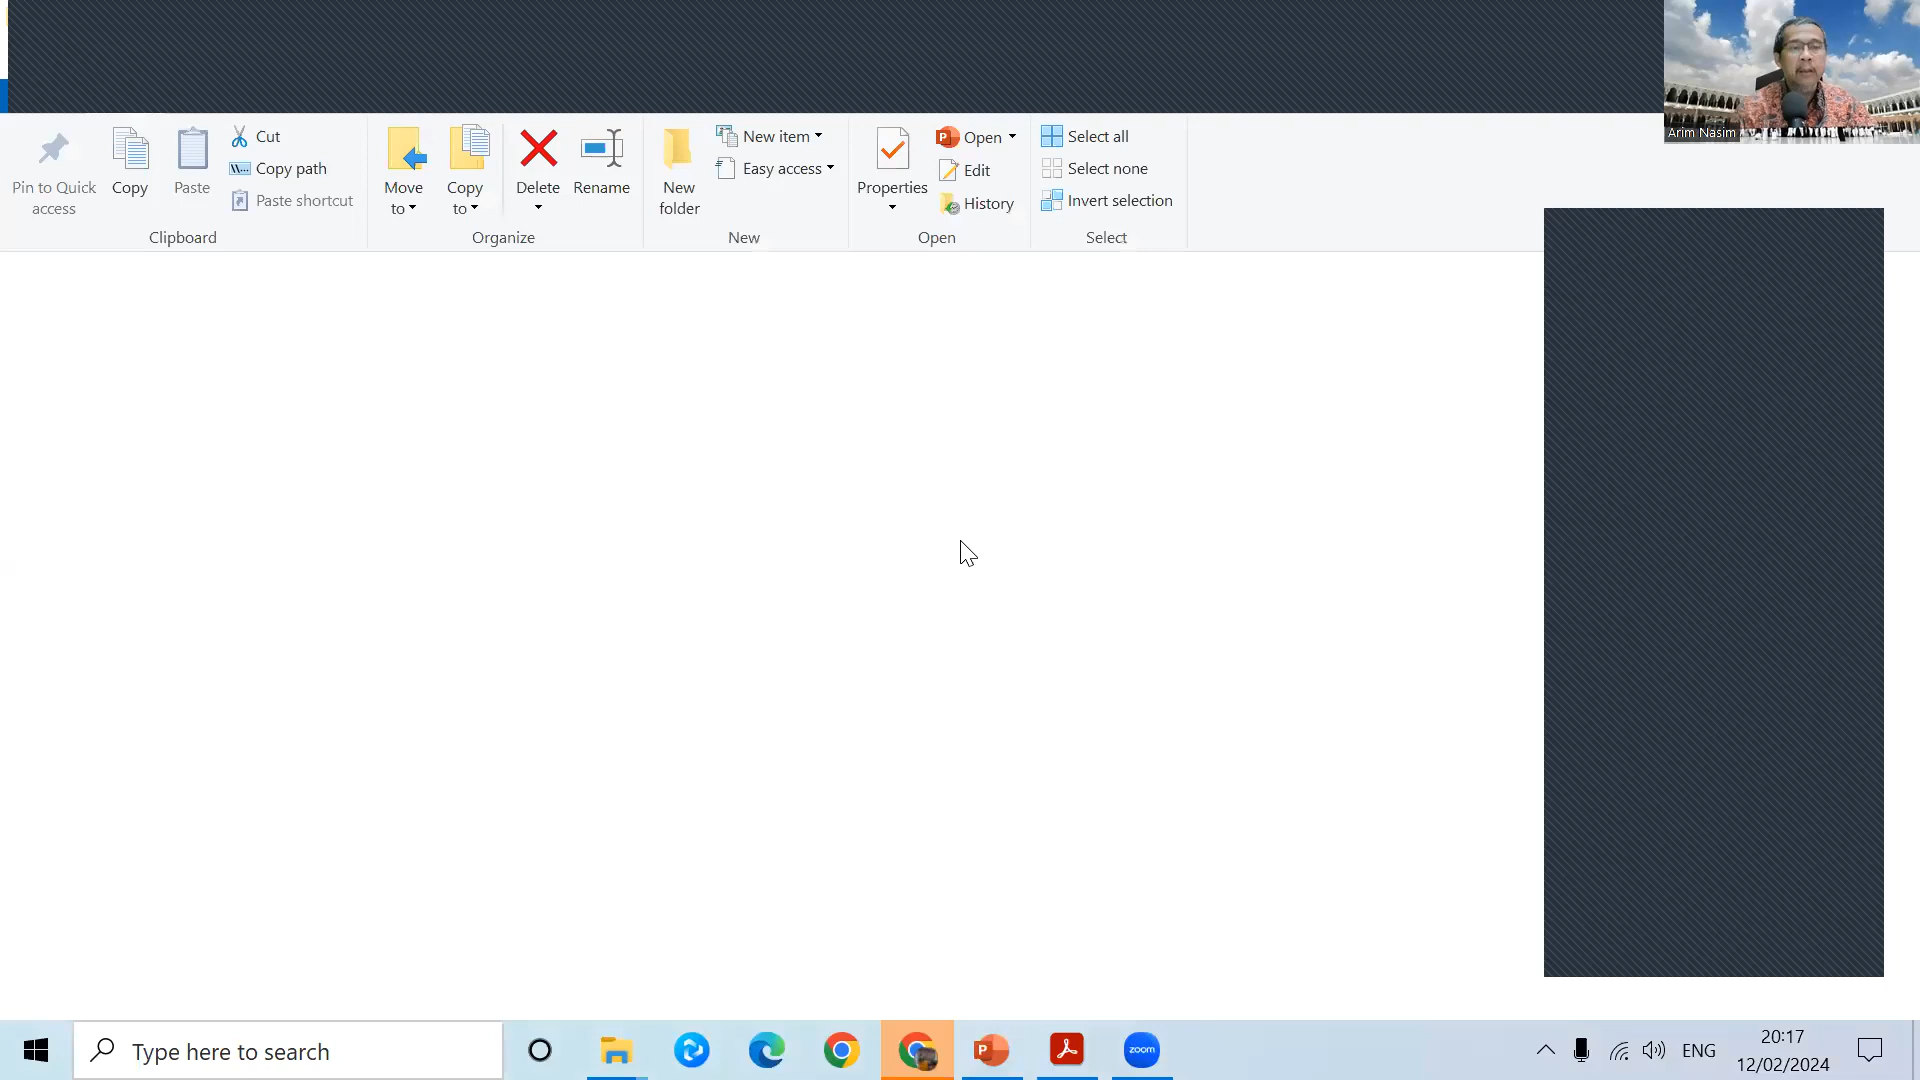 Pin to Quick access
Copy
Paste
Cut
Copy path
Paste shortcut
Clipboard
Move to
Copy to
Delete
Rename
Organize
New folder
New item
Easy access
New
Properties
Open
Edit
History
Open
Select all
Select none
Invert selection
Select
Arim Nasim
Type here to search
zoom
ENG
20:17
12/02/2024